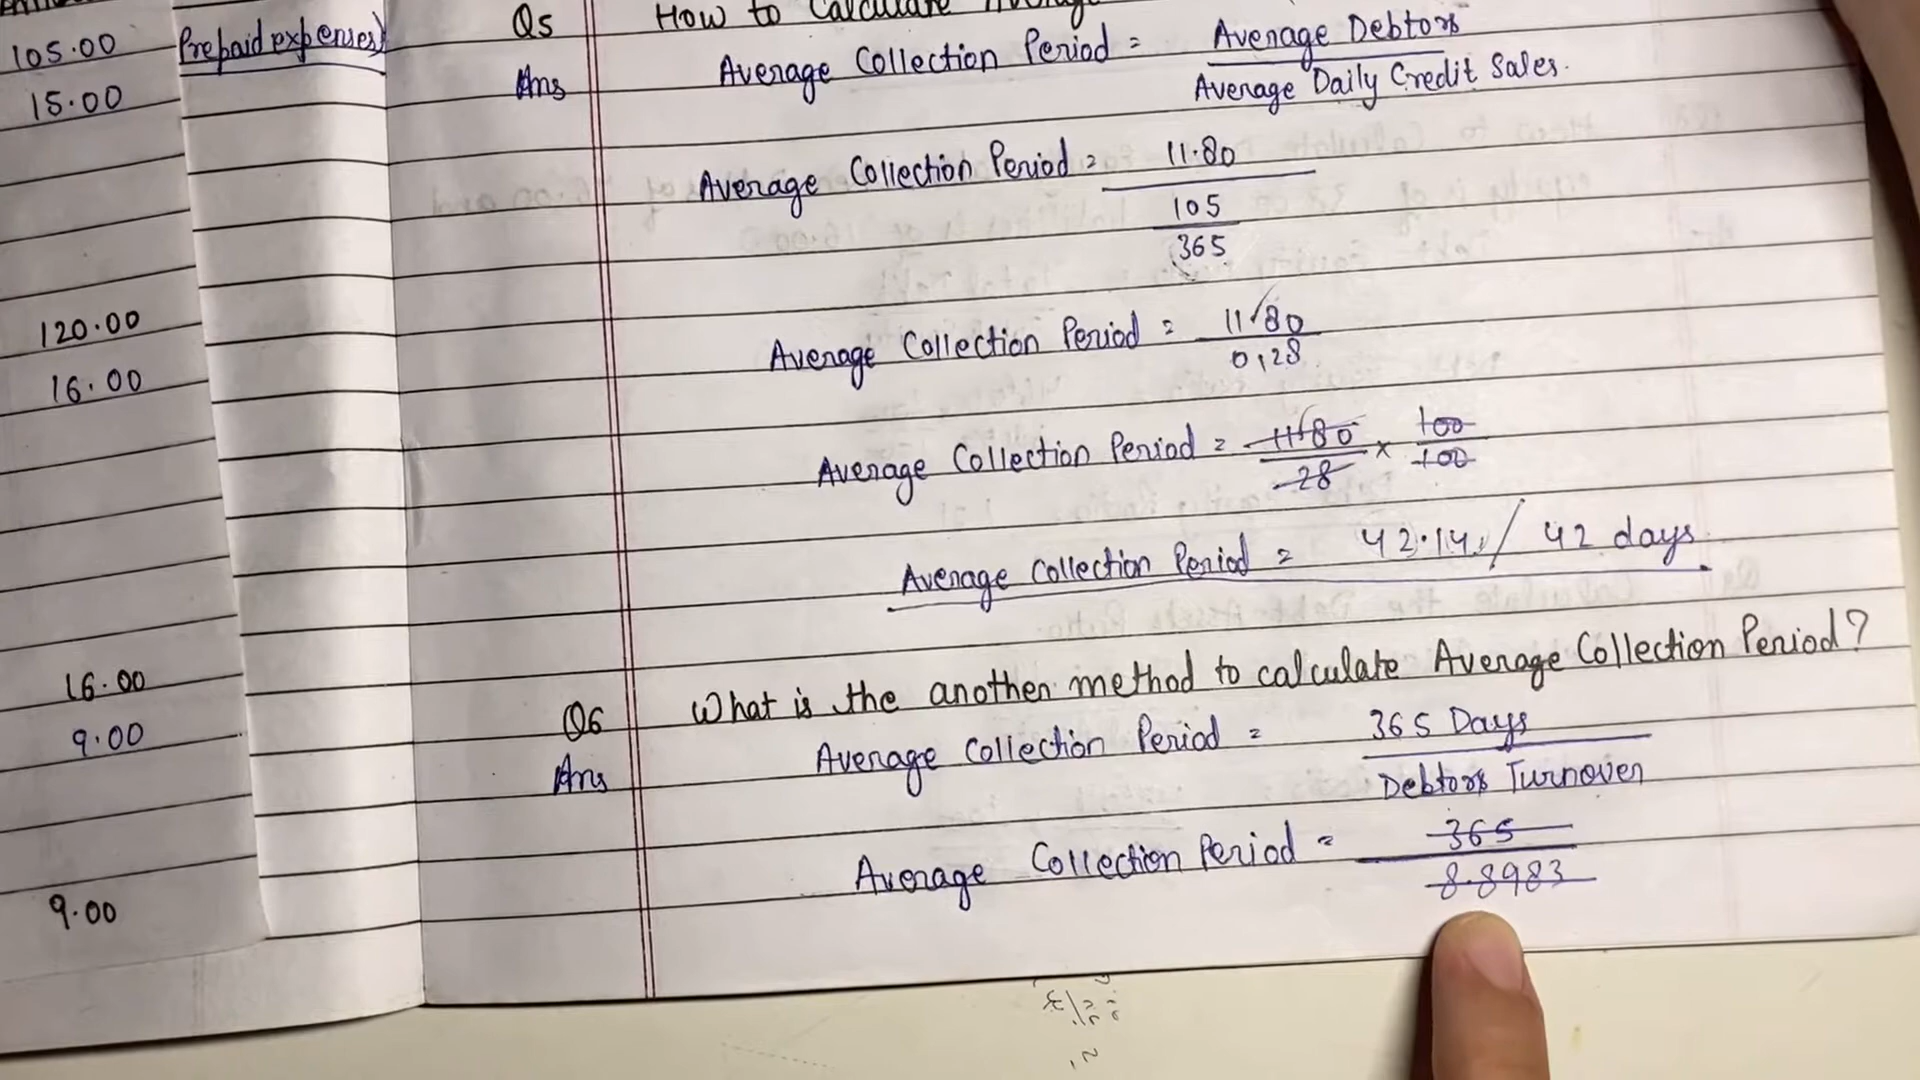 105.00 Prepaid expenses)
15.00
120.00
16.00
16.00
9.00
9.00
Q5 How to Calculate
Ans Average Collection Period = Average Debtors
Average Daily Credit Sales.
Average Collection Period = 11.80
105
365
Average Collection Period = 11.80
0.28
Average Collection Period = 11.80 × 100
28 100
Average Collection Period = 42.14 / 42 days.
Q6 What is the another method to calculate Average Collection Period?
Ans Average Collection Period = 365 Days
Debtors Turnover
Average Collection Period = 365
8.8983